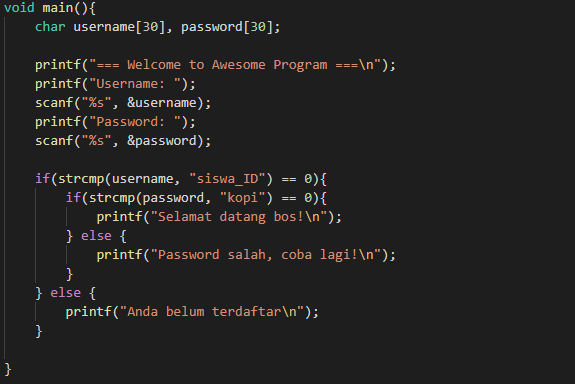 void main(){
    char username[30], password[30];

    printf("=== Welcome to Awesome Program ===\n");
    printf("Username: ");
    scanf("%s", &username);
    printf("Password: ");
    scanf("%s", &password);

    if(strcmp(username, "siswa_ID") == 0){
        if(strcmp(password, "kopi") == 0){
            printf("Selamat datang bos!\n");
        } else {
            printf("Password salah, coba lagi!\n");
        }
    } else {
        printf("Anda belum terdaftar\n");
    }

}